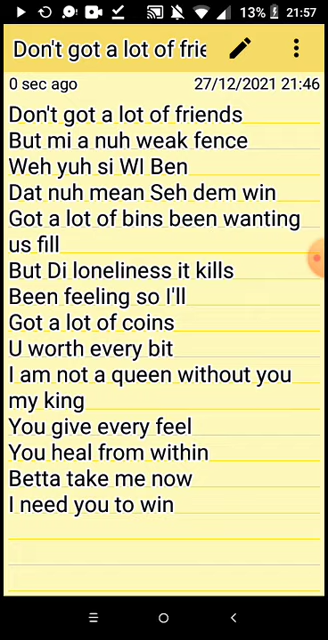 13% 21:57
Don't got a lot of frie
0 sec ago 27/12/2021 21:46
Don't got a lot of friends
But mi a nuh weak fence
Weh yuh si WI Ben
Dat nuh mean Seh dem win
Got a lot of bins been wanting
us fill
But Di loneliness it kills
Been feeling so I'll
Got a lot of coins
U worth every bit
I am not a queen without you
my king
You give every feel
You heal from within
Betta take me now
I need you to win